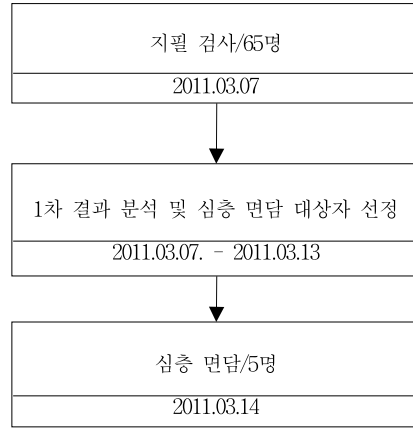 지필 검사/65명
2011.03.07
1차 결과 분석 및 심층 면담 대상자 선정
2011.03.07. - 2011.03.13
심층 면담/5명
2011.03.14